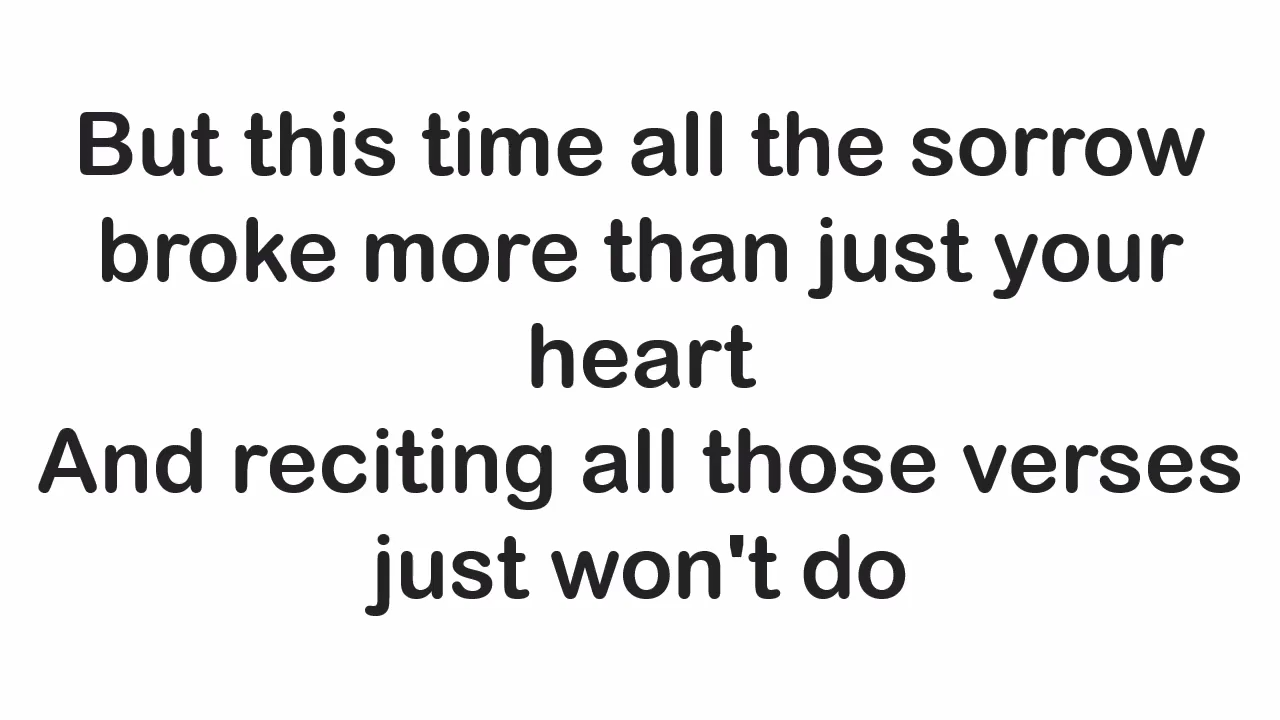 But this time all the sorrow
broke more than just your
heart
And reciting all those verses
just won't do